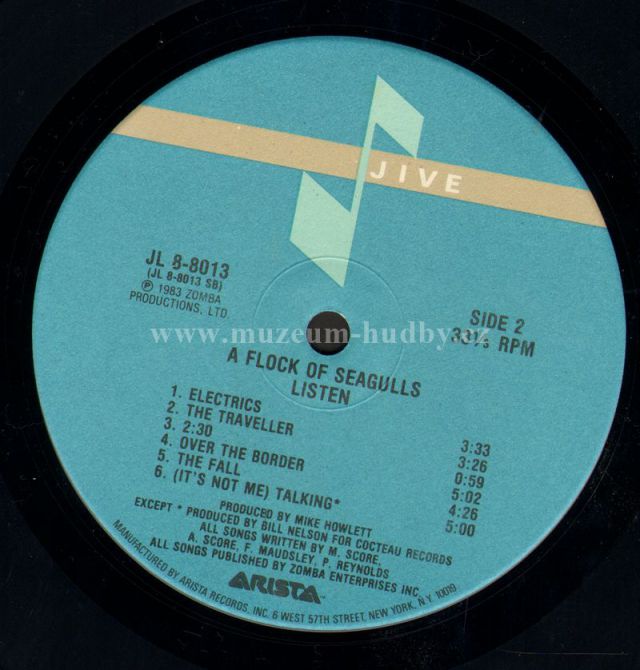 JIVE
JL 8-8013
(JL 8-8013 SB)
℗ 1983 ZOMBA
PRODUCTIONS, LTD.
SIDE 2
33⅓ RPM
www.muzeum-hudby.cz
A FLOCK OF SEAGULLS
LISTEN
1. ELECTRICS 3:33
2. THE TRAVELLER 3:26
3. 2:30 0:59
4. OVER THE BORDER 5:02
5. THE FALL 4:26
6. (IT'S NOT ME) TALKING* 5:00
PRODUCED BY MIKE HOWLETT
EXCEPT * PRODUCED BY BILL NELSON FOR COCTEAU RECORDS
ALL SONGS WRITTEN BY M. SCORE,
A. SCORE, F. MAUDSLEY, P. REYNOLDS
ALL SONGS PUBLISHED BY ZOMBA ENTERPRISES INC.
ARISTA™
MANUFACTURED BY ARISTA RECORDS, INC. 6 WEST 57TH STREET, NEW YORK, N.Y. 10019